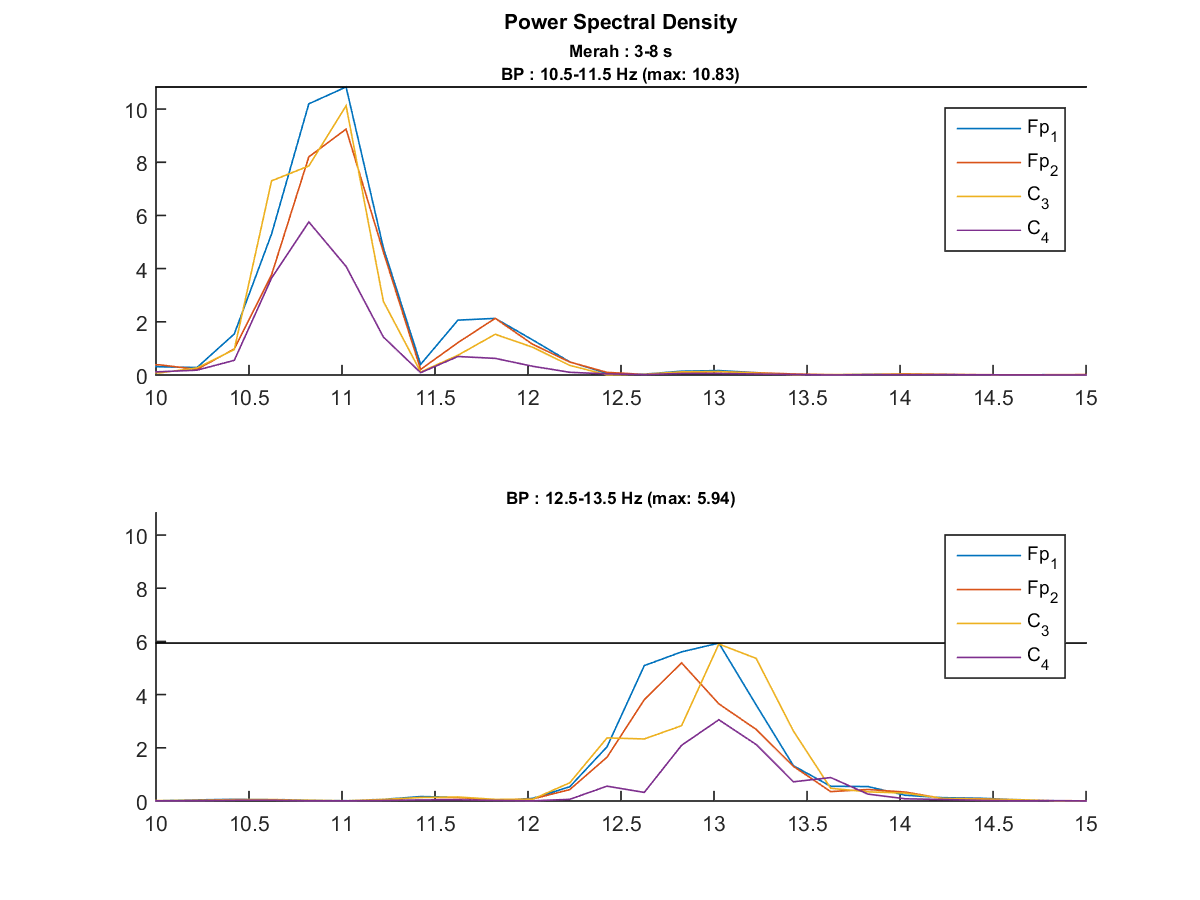 Power Spectral Density
Merah : 3-8 s
BP : 10.5-11.5 Hz (max: 10.83)
10
8
6
4
2
0
10 10.5 11 11.5 12 12.5 13 13.5 14 14.5 15
Fp1
Fp2
C3
C4
BP : 12.5-13.5 Hz (max: 5.94)
10
8
6
4
2
0
10 10.5 11 11.5 12 12.5 13 13.5 14 14.5 15
Fp1
Fp2
C3
C4